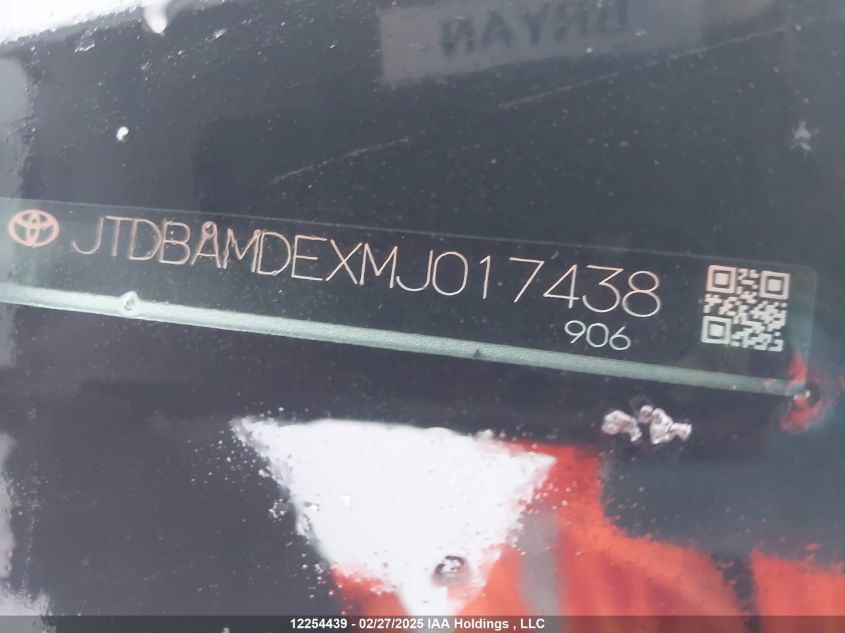 BRYAN
JTDBAMDEXMJ017438
906
12254439 - 02/27/2025 IAA Holdings , LLC